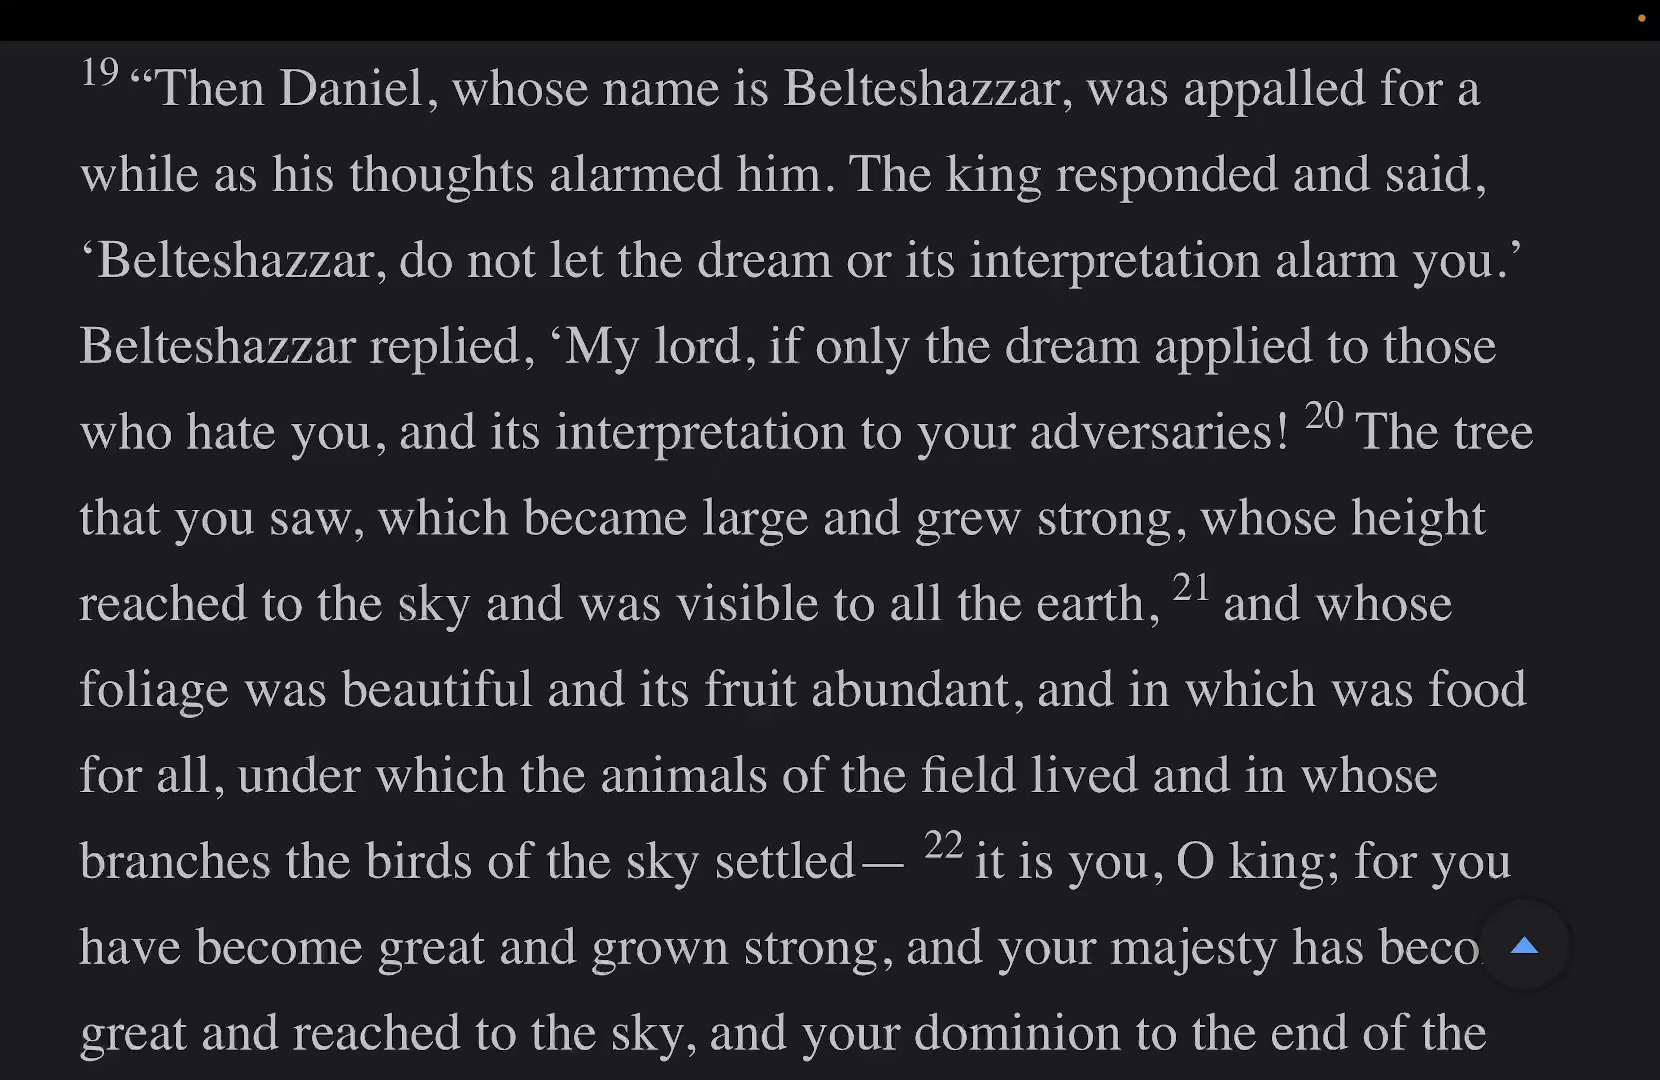 19 “Then Daniel, whose name is Belteshazzar, was appalled for a
while as his thoughts alarmed him. The king responded and said,
‘Belteshazzar, do not let the dream or its interpretation alarm you.’
Belteshazzar replied, ‘My lord, if only the dream applied to those
who hate you, and its interpretation to your adversaries! 20 The tree
that you saw, which became large and grew strong, whose height
reached to the sky and was visible to all the earth, 21 and whose
foliage was beautiful and its fruit abundant, and in which was food
for all, under which the animals of the field lived and in whose
branches the birds of the sky settled— 22 it is you, O king; for you
have become great and grown strong, and your majesty has beco
great and reached to the sky, and your dominion to the end of the